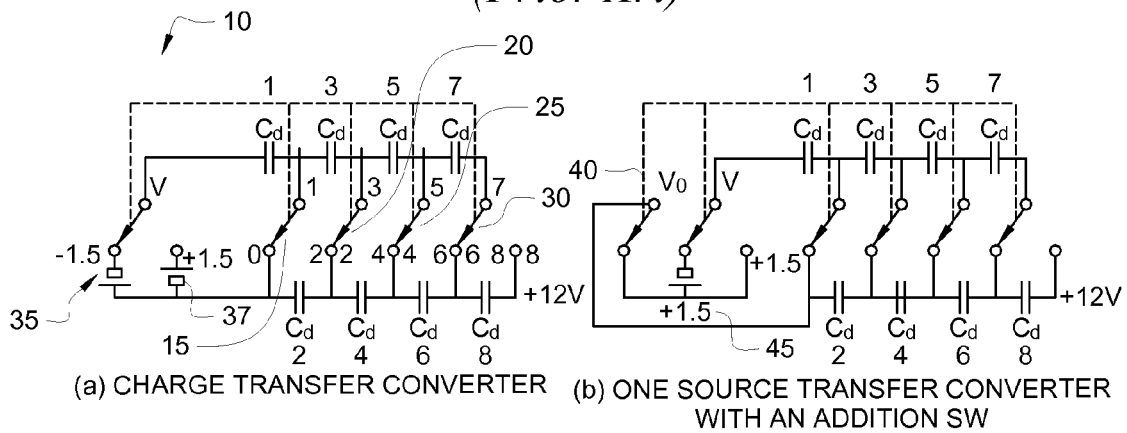 10
20
1 3 5 7
25
1 3 5 7
Cd Cd Cd Cd
40
Cd Cd Cd Cd
V
1 3 5 7
30
V0 V
-1.5
+1.5
0 2 2 4 4 6 6 8 8
+1.5
35
37
+12V
+1.5
+12V
15
Cd Cd Cd Cd
45
Cd Cd Cd Cd
2 4 6 8
2 4 6 8
(a) CHARGE TRANSFER CONVERTER
(b) ONE SOURCE TRANSFER CONVERTER
WITH AN ADDITION SW